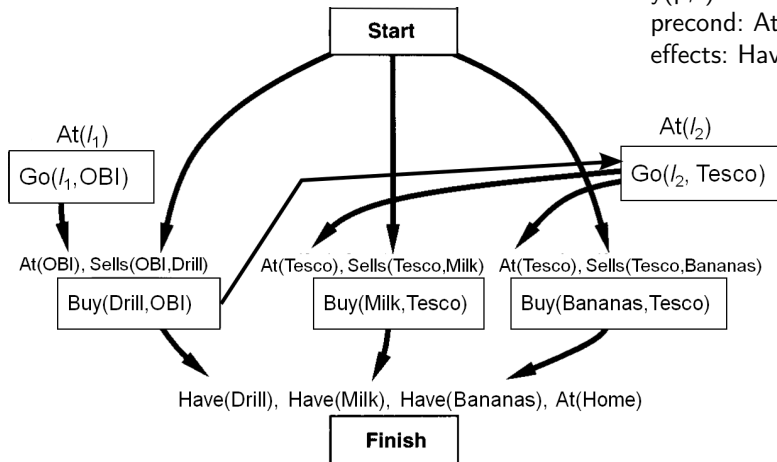 precond: At
effects: Hav
Start
At(l₁)
Go(l₁,OBI)
At(l₂)
Go(l₂, Tesco)
At(OBI), Sells(OBI,Drill)
At(Tesco), Sells(Tesco,Milk)
At(Tesco), Sells(Tesco,Bananas)
Buy(Drill,OBI)
Buy(Milk,Tesco)
Buy(Bananas,Tesco)
Have(Drill), Have(Milk), Have(Bananas), At(Home)
Finish